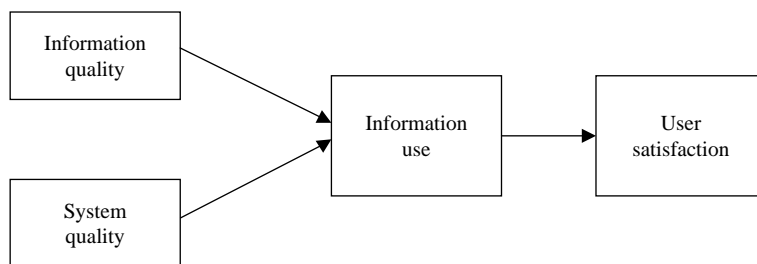 Information
quality
Information
use
User
satisfaction
System
quality